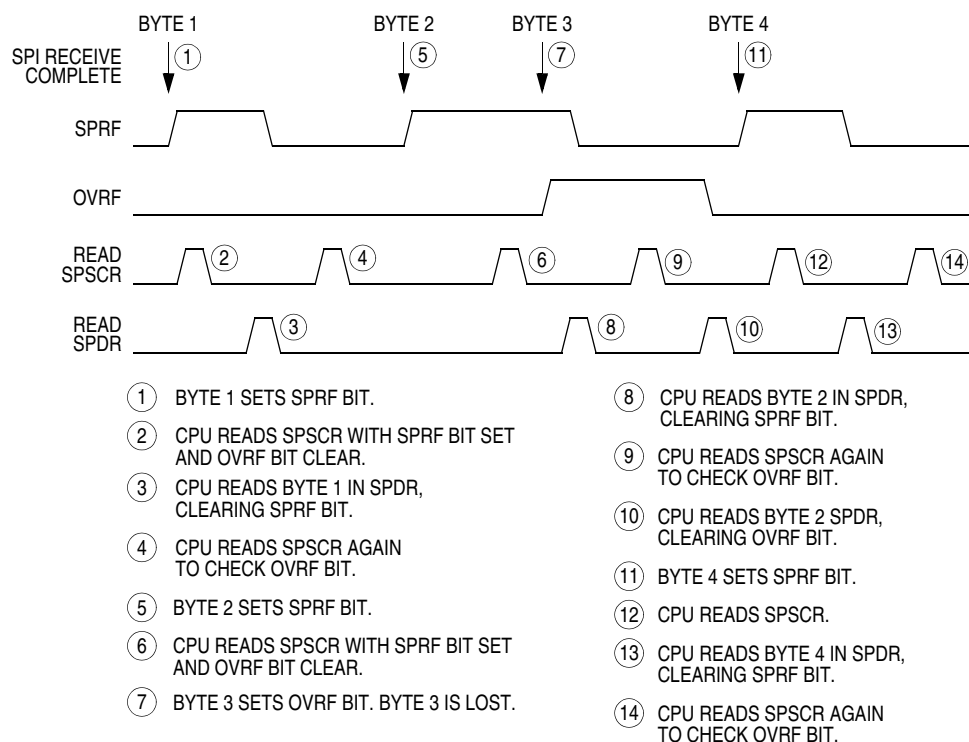 BYTE 1
BYTE 2
BYTE 3
BYTE 4
SPI RECEIVE
COMPLETE
1
5
7
11
SPRF
OVRF
READ
SPSCR
2
4
6
9
12
14
READ
SPDR
3
8
10
13
1 BYTE 1 SETS SPRF BIT.
2 CPU READS SPSCR WITH SPRF BIT SET
AND OVRF BIT CLEAR.
3 CPU READS BYTE 1 IN SPDR,
CLEARING SPRF BIT.
4 CPU READS SPSCR AGAIN
TO CHECK OVRF BIT.
5 BYTE 2 SETS SPRF BIT.
6 CPU READS SPSCR WITH SPRF BIT SET
AND OVRF BIT CLEAR.
7 BYTE 3 SETS OVRF BIT. BYTE 3 IS LOST.
8 CPU READS BYTE 2 IN SPDR,
CLEARING SPRF BIT.
9 CPU READS SPSCR AGAIN
TO CHECK OVRF BIT.
10 CPU READS BYTE 2 SPDR,
CLEARING OVRF BIT.
11 BYTE 4 SETS SPRF BIT.
12 CPU READS SPSCR.
13 CPU READS BYTE 4 IN SPDR,
CLEARING SPRF BIT.
14 CPU READS SPSCR AGAIN
TO CHECK OVRF BIT.